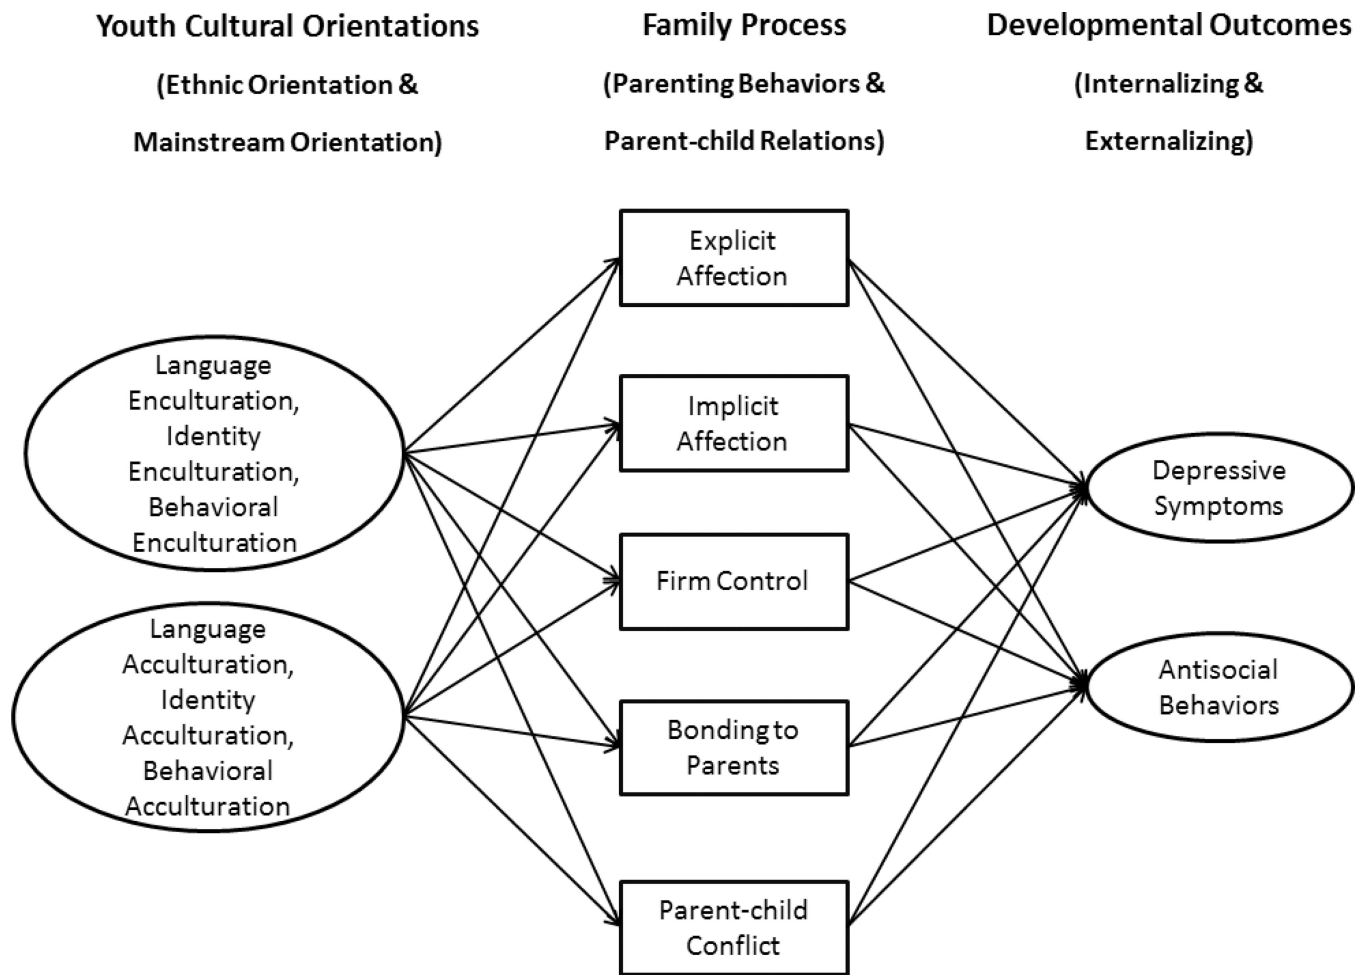 Youth Cultural Orientations
(Ethnic Orientation &
Mainstream Orientation)
Family Process
(Parenting Behaviors &
Parent-child Relations)
Developmental Outcomes
(Internalizing &
Externalizing)
Language
Enculturation,
Identity
Enculturation,
Behavioral
Enculturation
Language
Acculturation,
Identity
Acculturation,
Behavioral
Acculturation
Explicit
Affection
Implicit
Affection
Firm Control
Bonding to
Parents
Parent-child
Conflict
Depressive
Symptoms
Antisocial
Behaviors